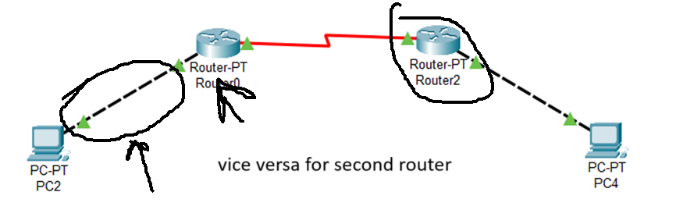 Router-PT
Router0
Router-PT
Router2
PC-PT
PC2
vice versa for second router
PC-PT
PC4